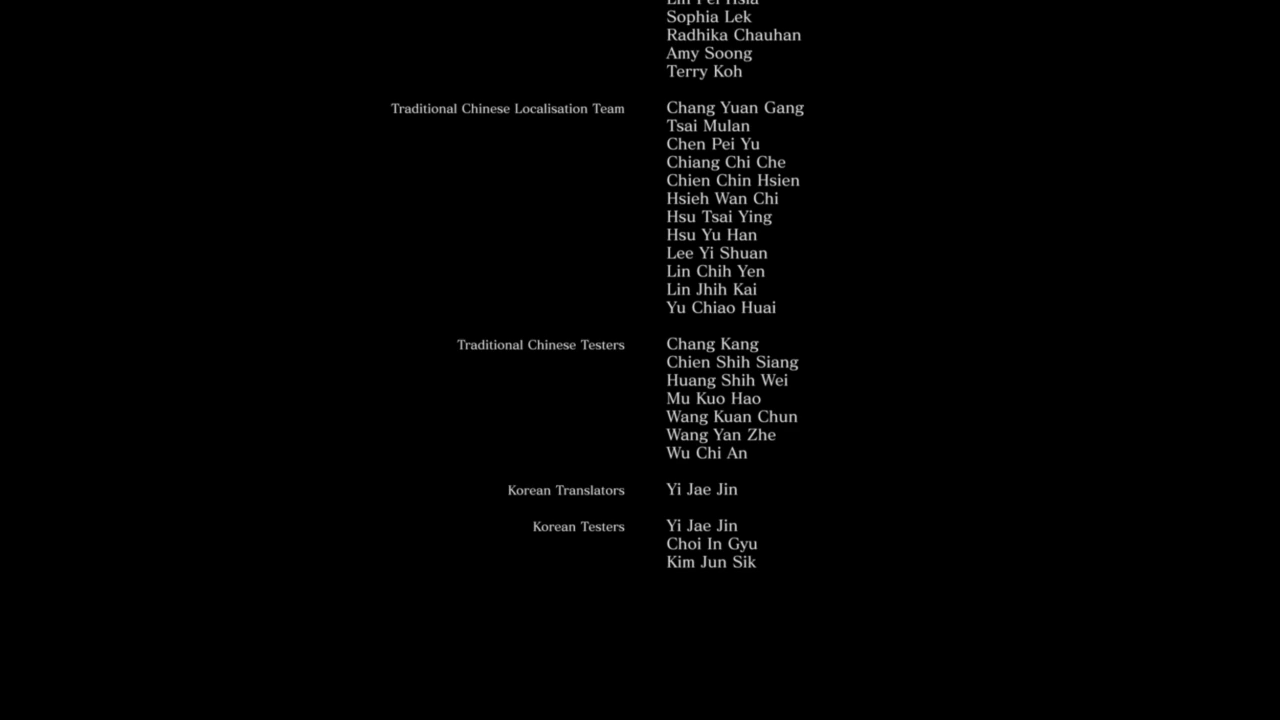 Lin Pei Hsia
Sophia Lek
Radhika Chauhan
Amy Soong
Terry Koh
Traditional Chinese Localisation Team Chang Yuan Gang
Tsai Mulan
Chen Pei Yu
Chiang Chi Che
Chien Chin Hsien
Hsieh Wan Chi
Hsu Tsai Ying
Hsu Yu Han
Lee Yi Shuan
Lin Chih Yen
Lin Jhih Kai
Yu Chiao Huai
Traditional Chinese Testers Chang Kang
Chien Shih Siang
Huang Shih Wei
Mu Kuo Hao
Wang Kuan Chun
Wang Yan Zhe
Wu Chi An
Korean Translators Yi Jae Jin
Korean Testers Yi Jae Jin
Choi In Gyu
Kim Jun Sik